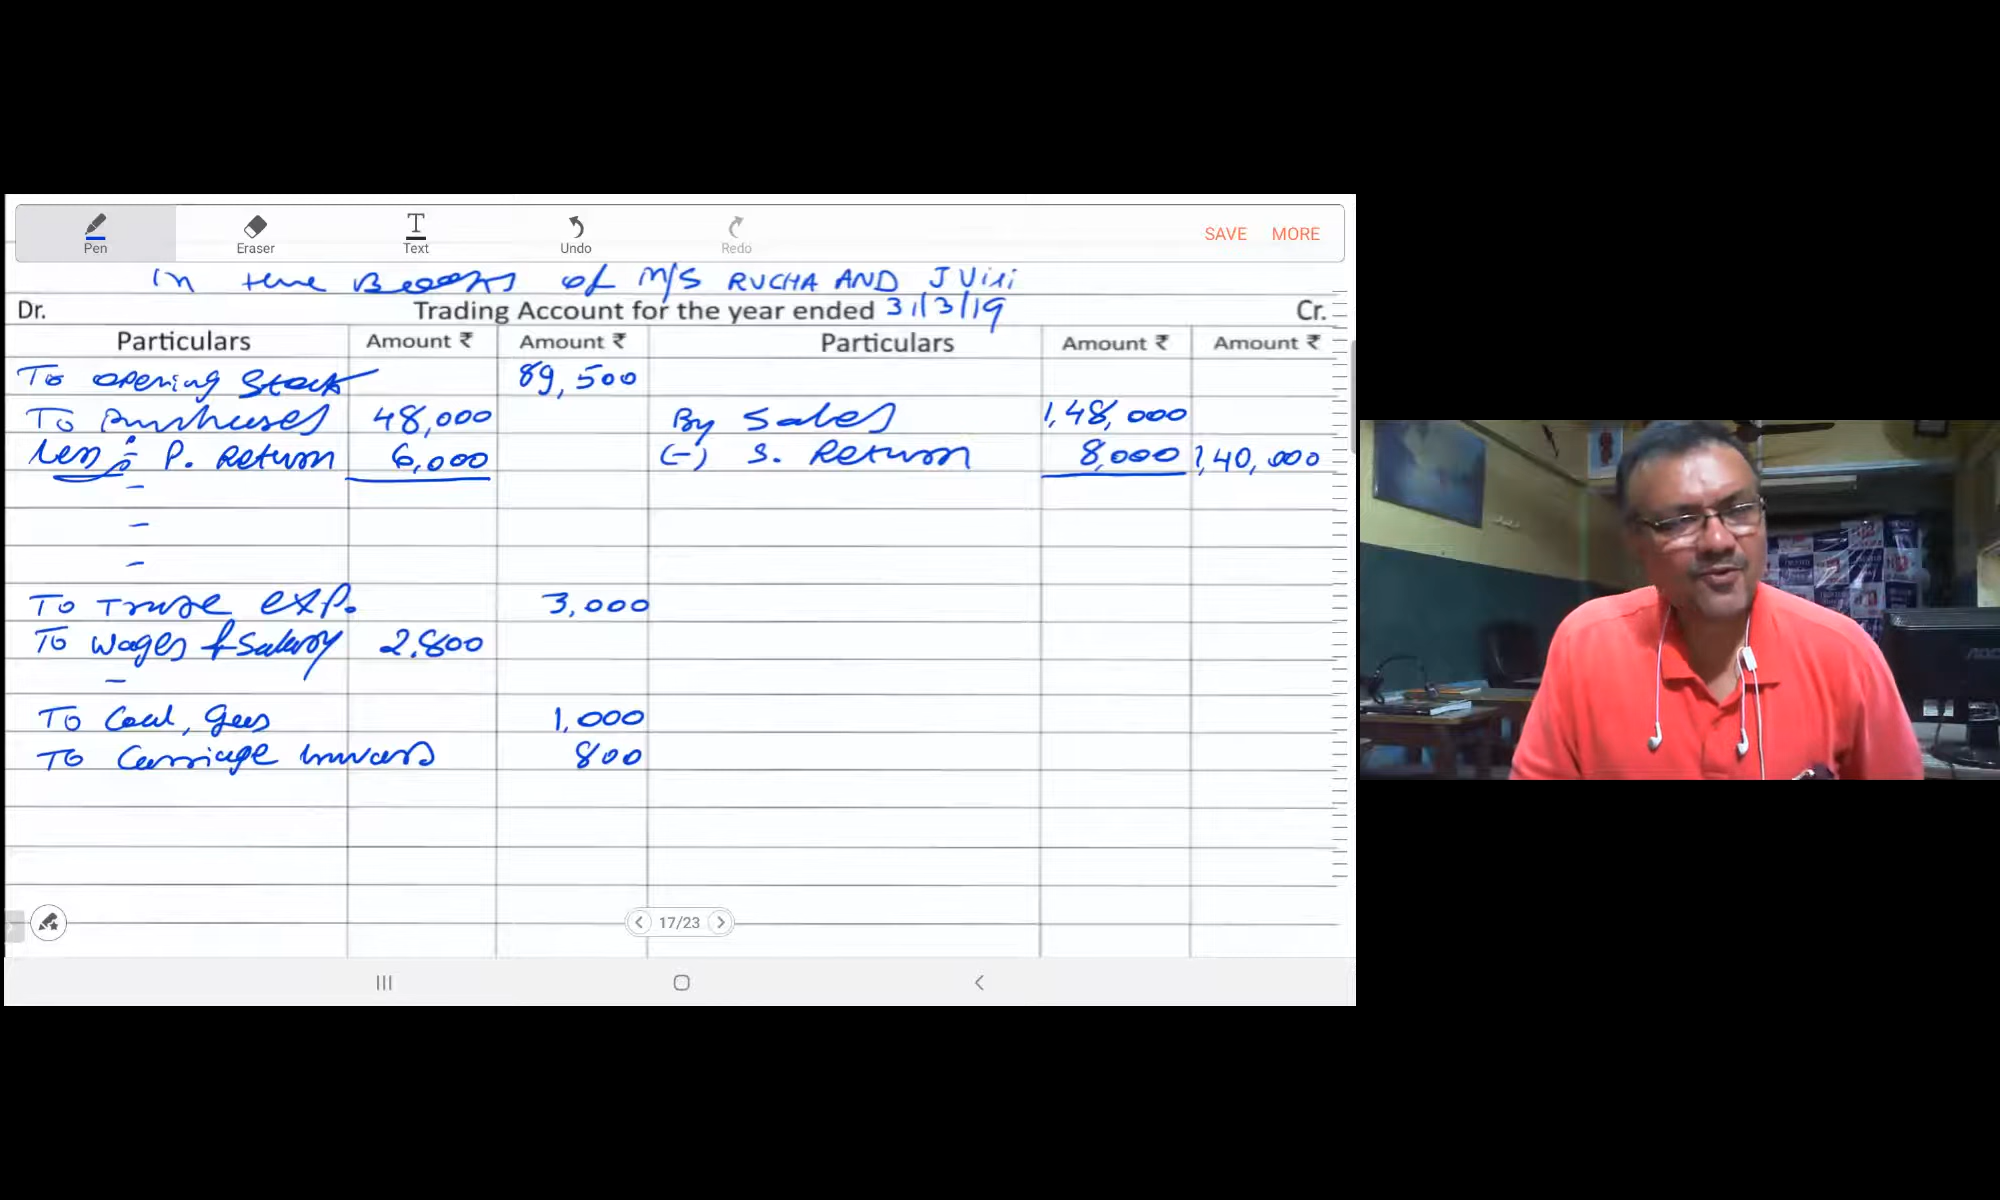 Pen Eraser Text Undo Redo SAVE MORE
In the Books of M/S RUCHA AND JUiLi
Dr. Trading Account for the year ended 31/3/19 Cr.
Particulars Amount ₹ Amount ₹ Particulars Amount ₹ Amount ₹
To opening Stock 89,500
To Purchases 48,000 By Sales 1,48,000
Less :- P. Return 6,000 (-) S. Return 8,000 1,40,000
-
-
-
To Trade exp. 3,000
To Wages & Salary 2,800
-
To Coal, Gas 1,000
To Carriage Inward 800
17/23